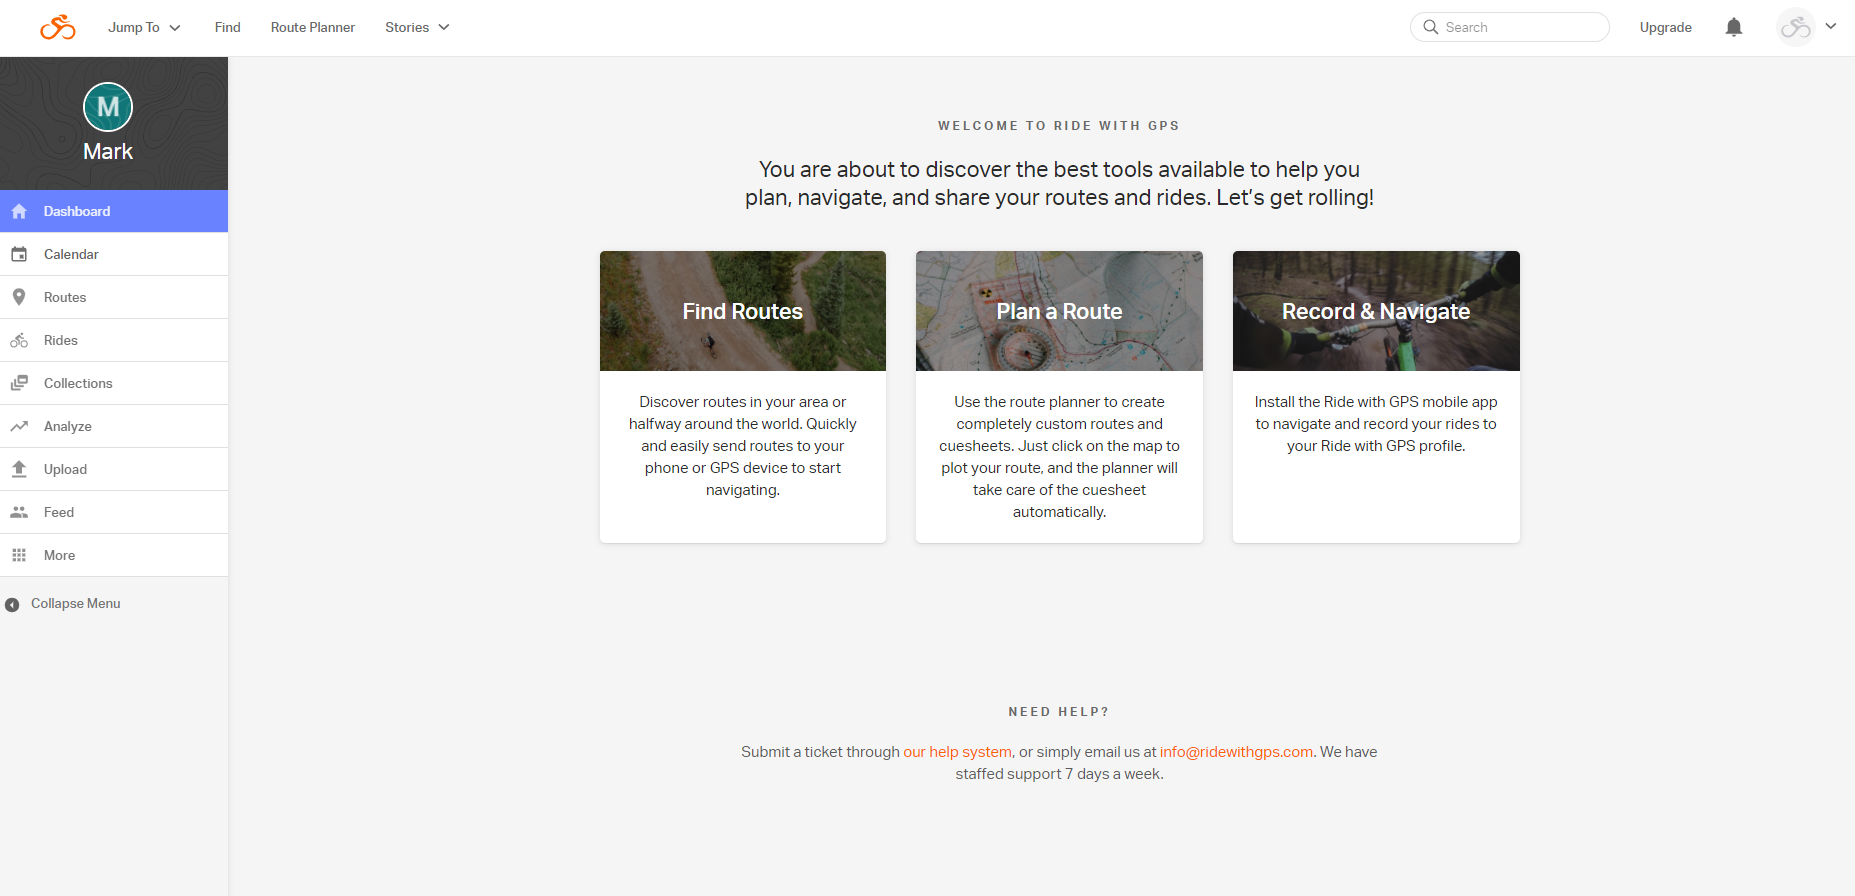 Jump To
Find
Route Planner
Stories
Search
Upgrade
M
Mark
Dashboard
Calendar
Routes
Rides
Collections
Analyze
Upload
Feed
More
Collapse Menu
WELCOME TO RIDE WITH GPS
You are about to discover the best tools available to help you
plan, navigate, and share your routes and rides. Let's get rolling!
Find Routes
Discover routes in your area or
halfway around the world. Quickly
and easily send routes to your
phone or GPS device to start
navigating.
Plan a Route
Use the route planner to create
completely custom routes and
cuesheets. Just click on the map to
plot your route, and the planner will
take care of the cuesheet
automatically.
Record & Navigate
Install the Ride with GPS mobile app
to navigate and record your rides to
your Ride with GPS profile.
NEED HELP?
Submit a ticket through our help system, or simply email us at info@ridewithgps.com. We have
staffed support 7 days a week.